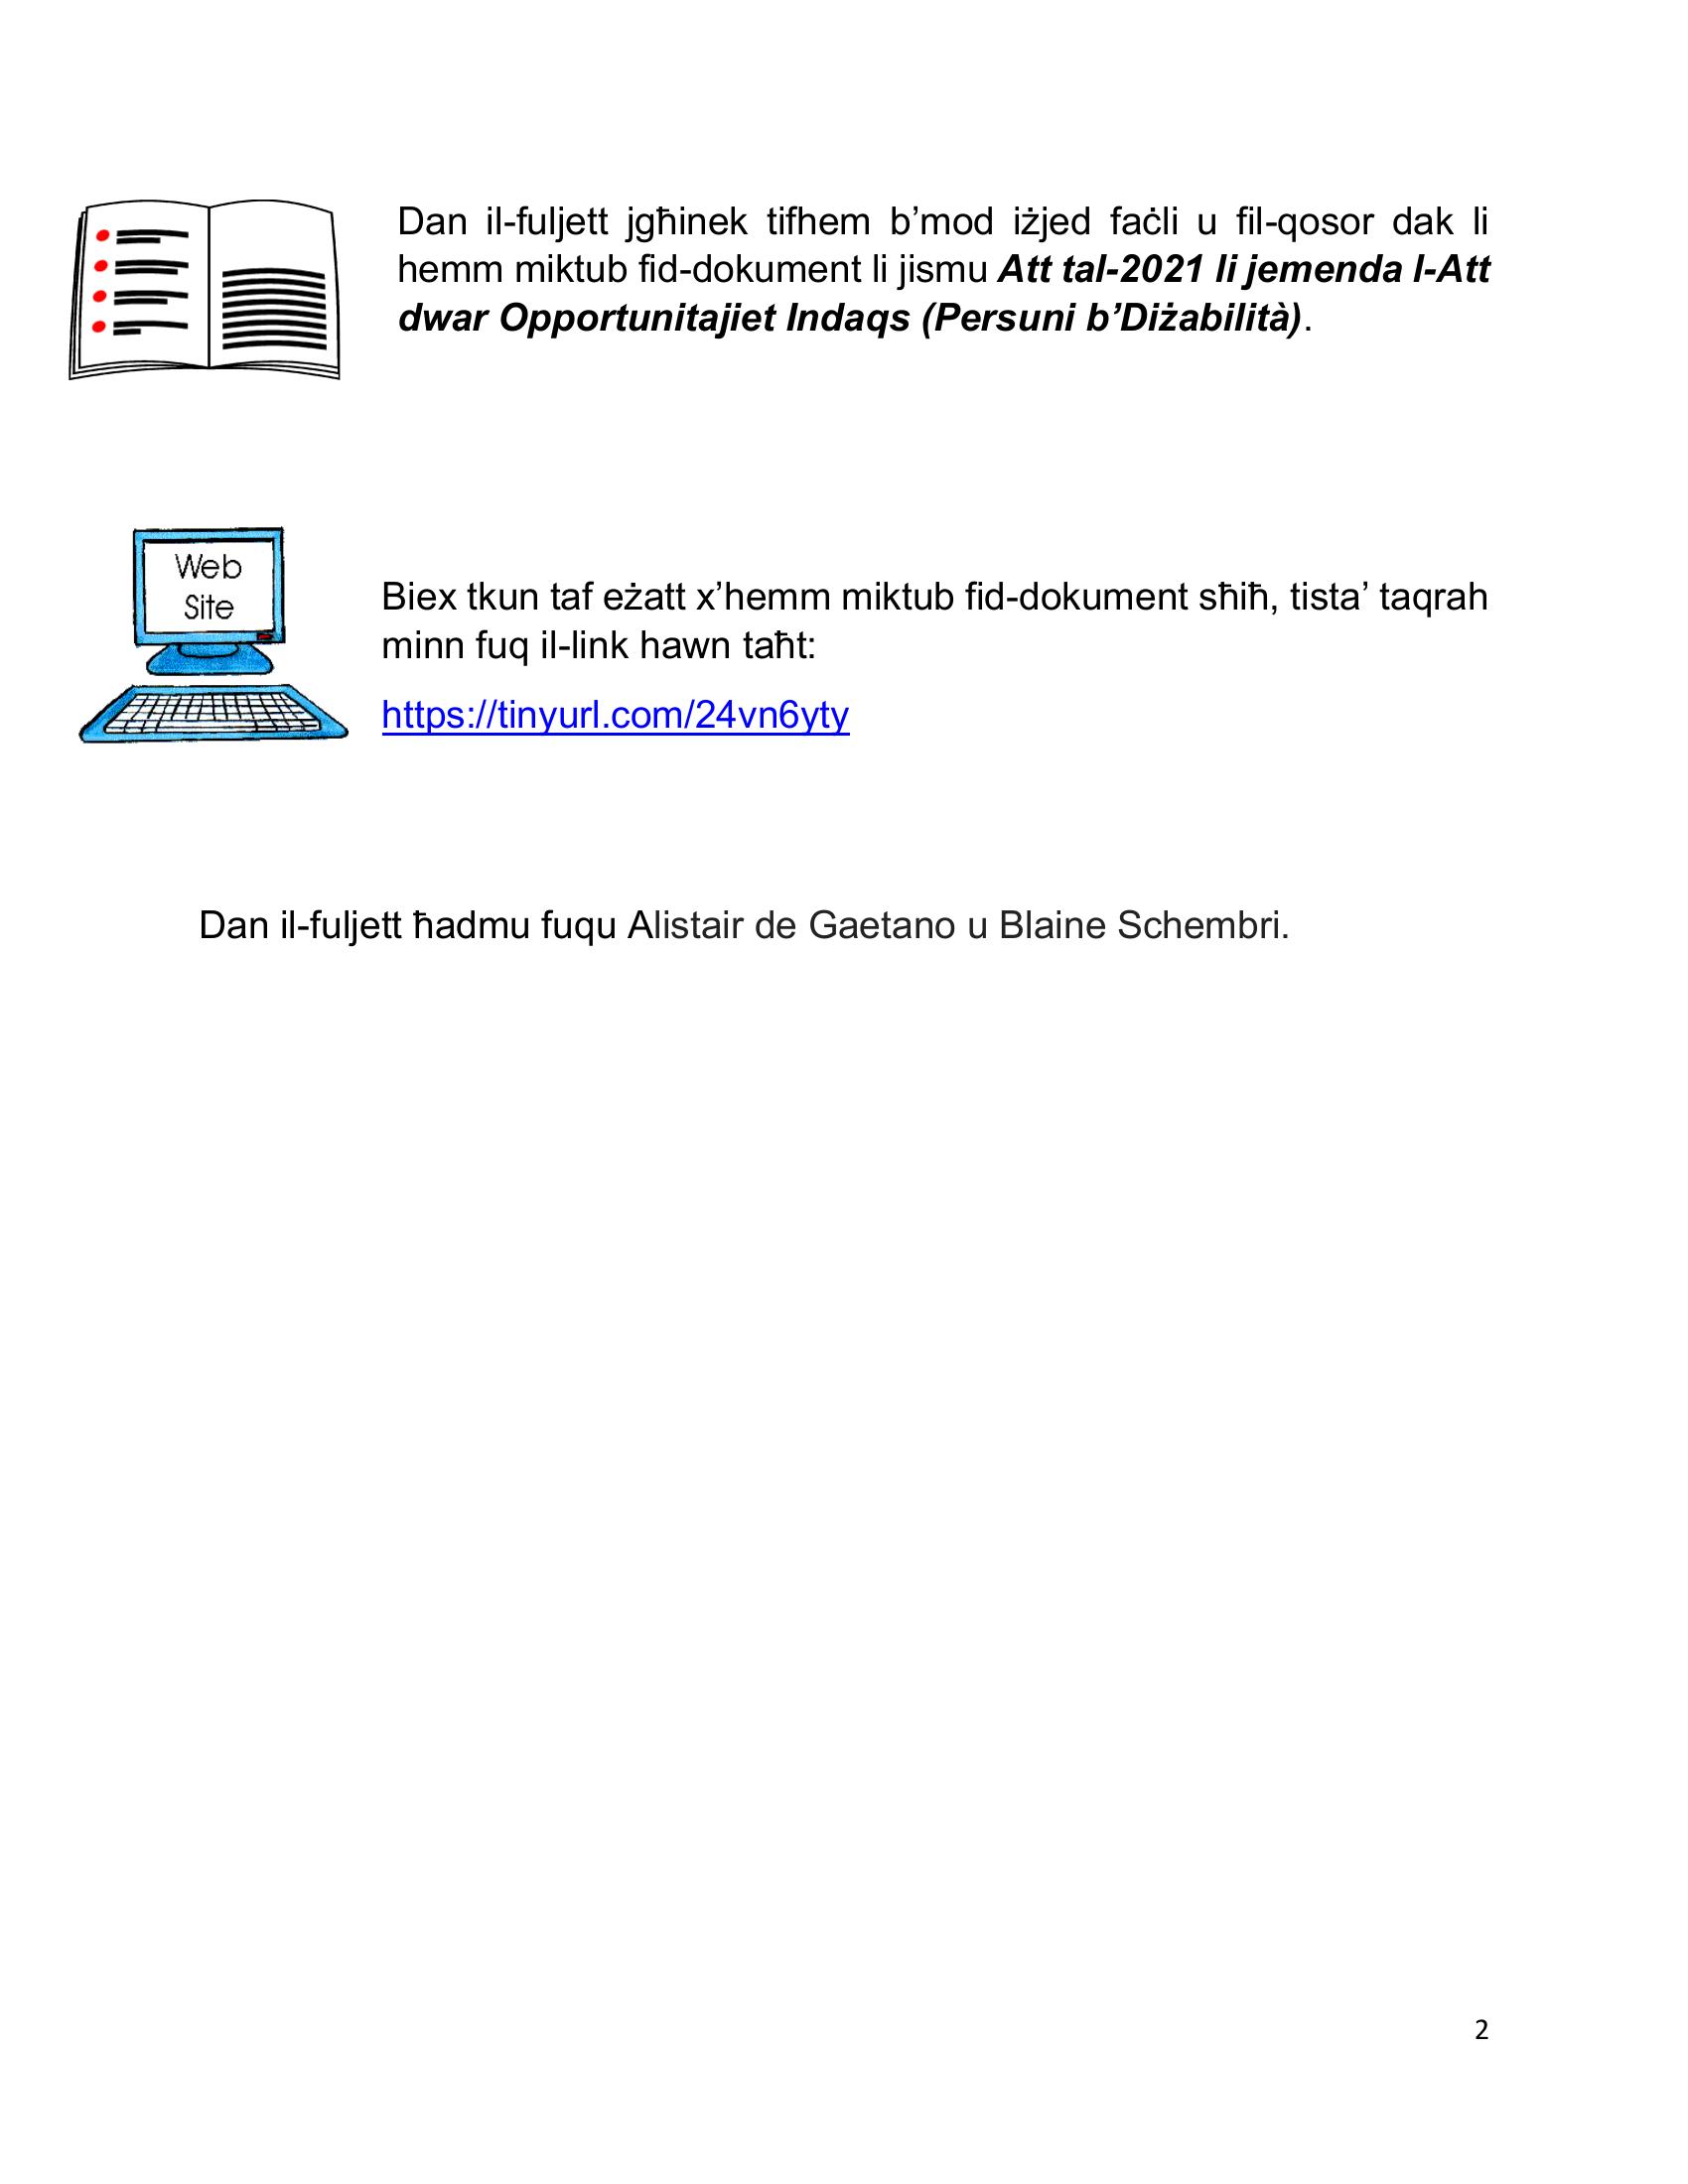 Dan il-fuljett jgħinek tifhem b’mod iżjed faċli u fil-qosor dak li
hemm miktub fid-dokument li jismu Att tal-2021 li jemenda l-Att
dwar Opportunitajiet Indaqs (Persuni b’Diżabilità).
Web
Site
Biex tkun taf eżatt x’hemm miktub fid-dokument sħiħ, tista’ taqrah
minn fuq il-link hawn taħt:
https://tinyurl.com/24vn6yty
Dan il-fuljett ħadmu fuqu Alistair de Gaetano u Blaine Schembri.
2